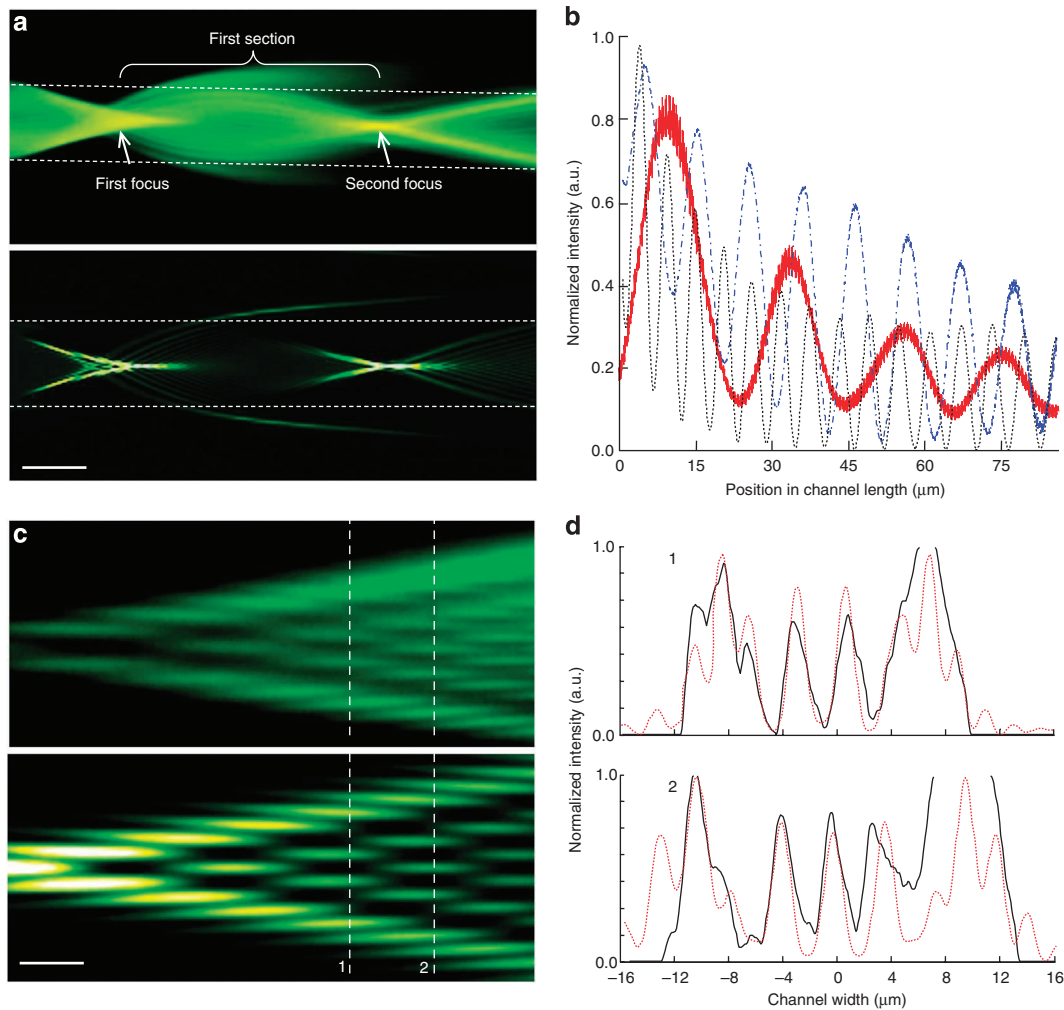 a
First section
First focus
Second focus
b
Normalized intensity (a.u.)
1.0
0.8
0.6
0.4
0.2
0.0
0 15 30 45 60 75
Position in channel length (μm)
c
1 2
d
Normalized intensity (a.u.)
1.0
1
0.0
1.0
2
0.0
−16 −12 −8 −4 0 4 8 12 16
Channel width (μm)